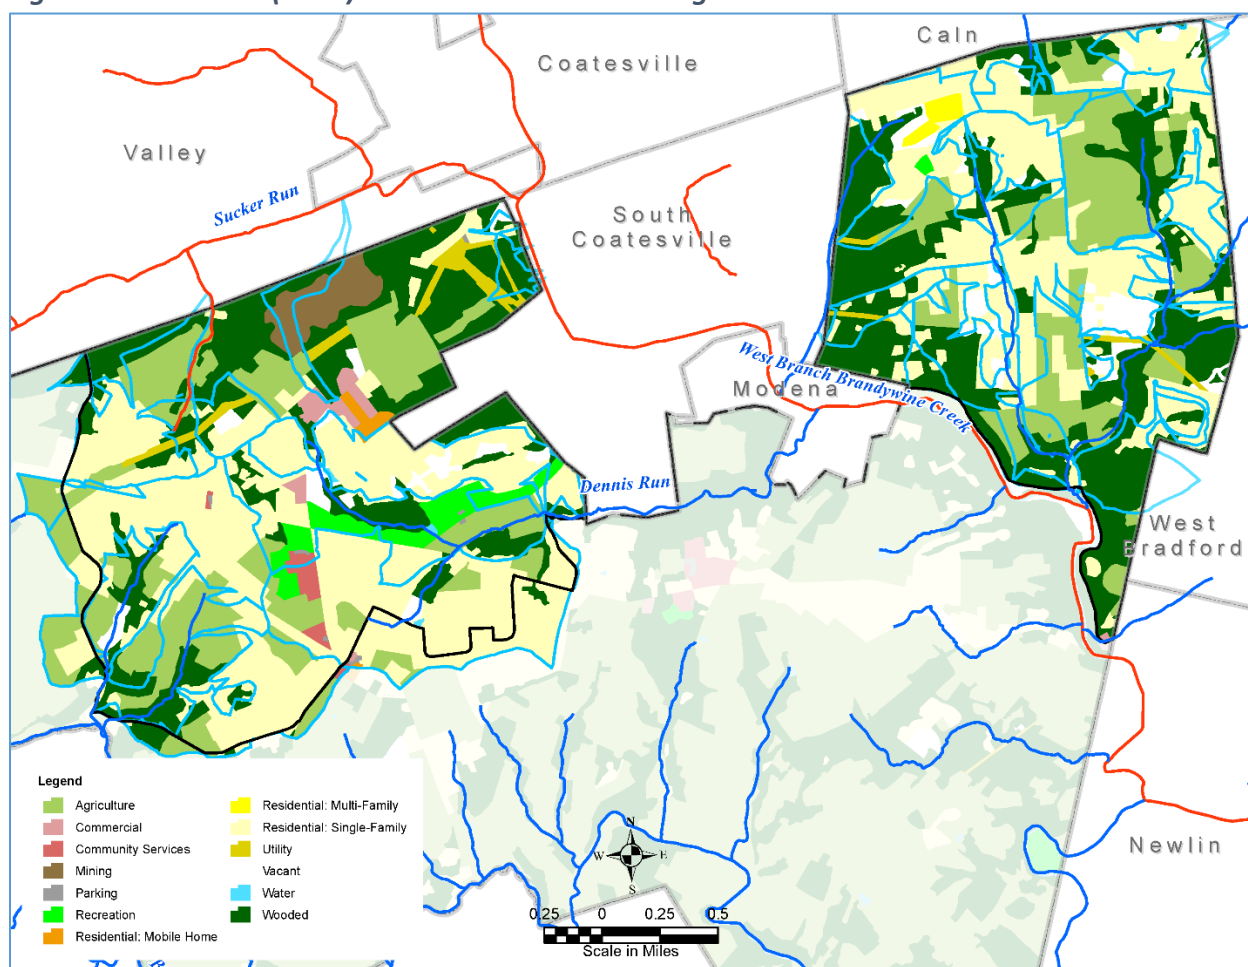 Caln
Coatesville
Valley
Sucker Run
South
Coatesville
West Branch Brandywine Creek
Modena
Dennis Run
West
Bradford
Newlin
Legend
Agriculture
Commercial
Community Services
Mining
Parking
Recreation
Residential: Mobile Home
Residential: Multi-Family
Residential: Single-Family
Utility
Vacant
Water
Wooded
N
W E
S
0.25 0 0.25 0.5
Scale in Miles